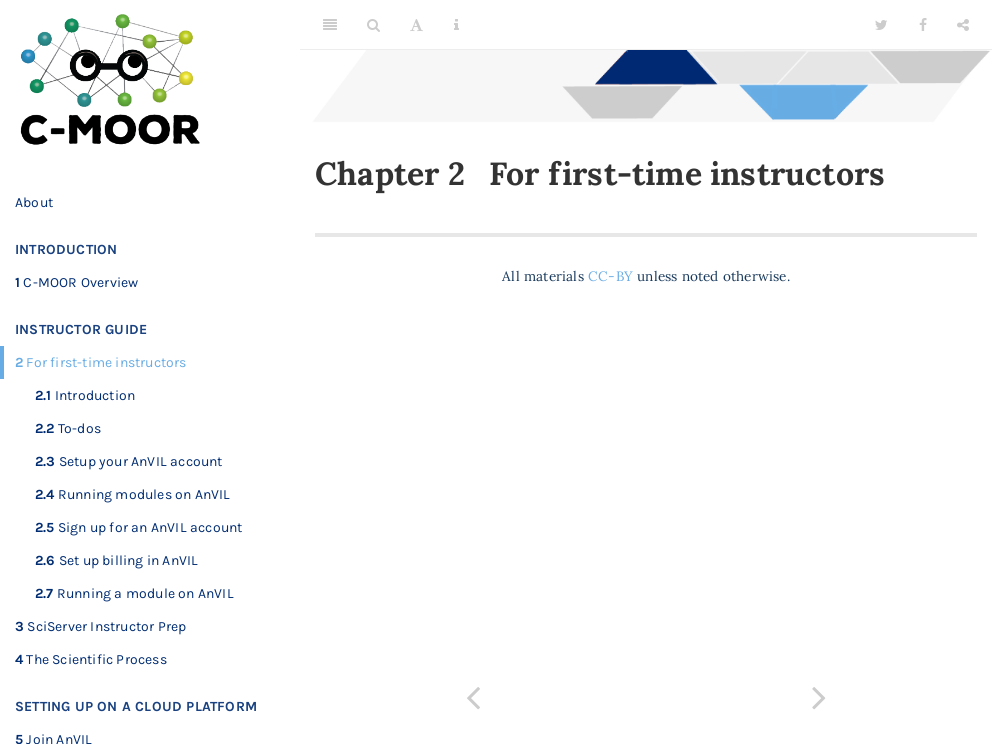 C-MOOR
About
INTRODUCTION
1 C-MOOR Overview
INSTRUCTOR GUIDE
2 For first-time instructors
2.1 Introduction
2.2 To-dos
2.3 Setup your AnVIL account
2.4 Running modules on AnVIL
2.5 Sign up for an AnVIL account
2.6 Set up billing in AnVIL
2.7 Running a module on AnVIL
3 SciServer Instructor Prep
4 The Scientific Process
SETTING UP ON A CLOUD PLATFORM
5 Join AnVIL
A
Chapter 2 For first-time instructors
All materials CC-BY unless noted otherwise.